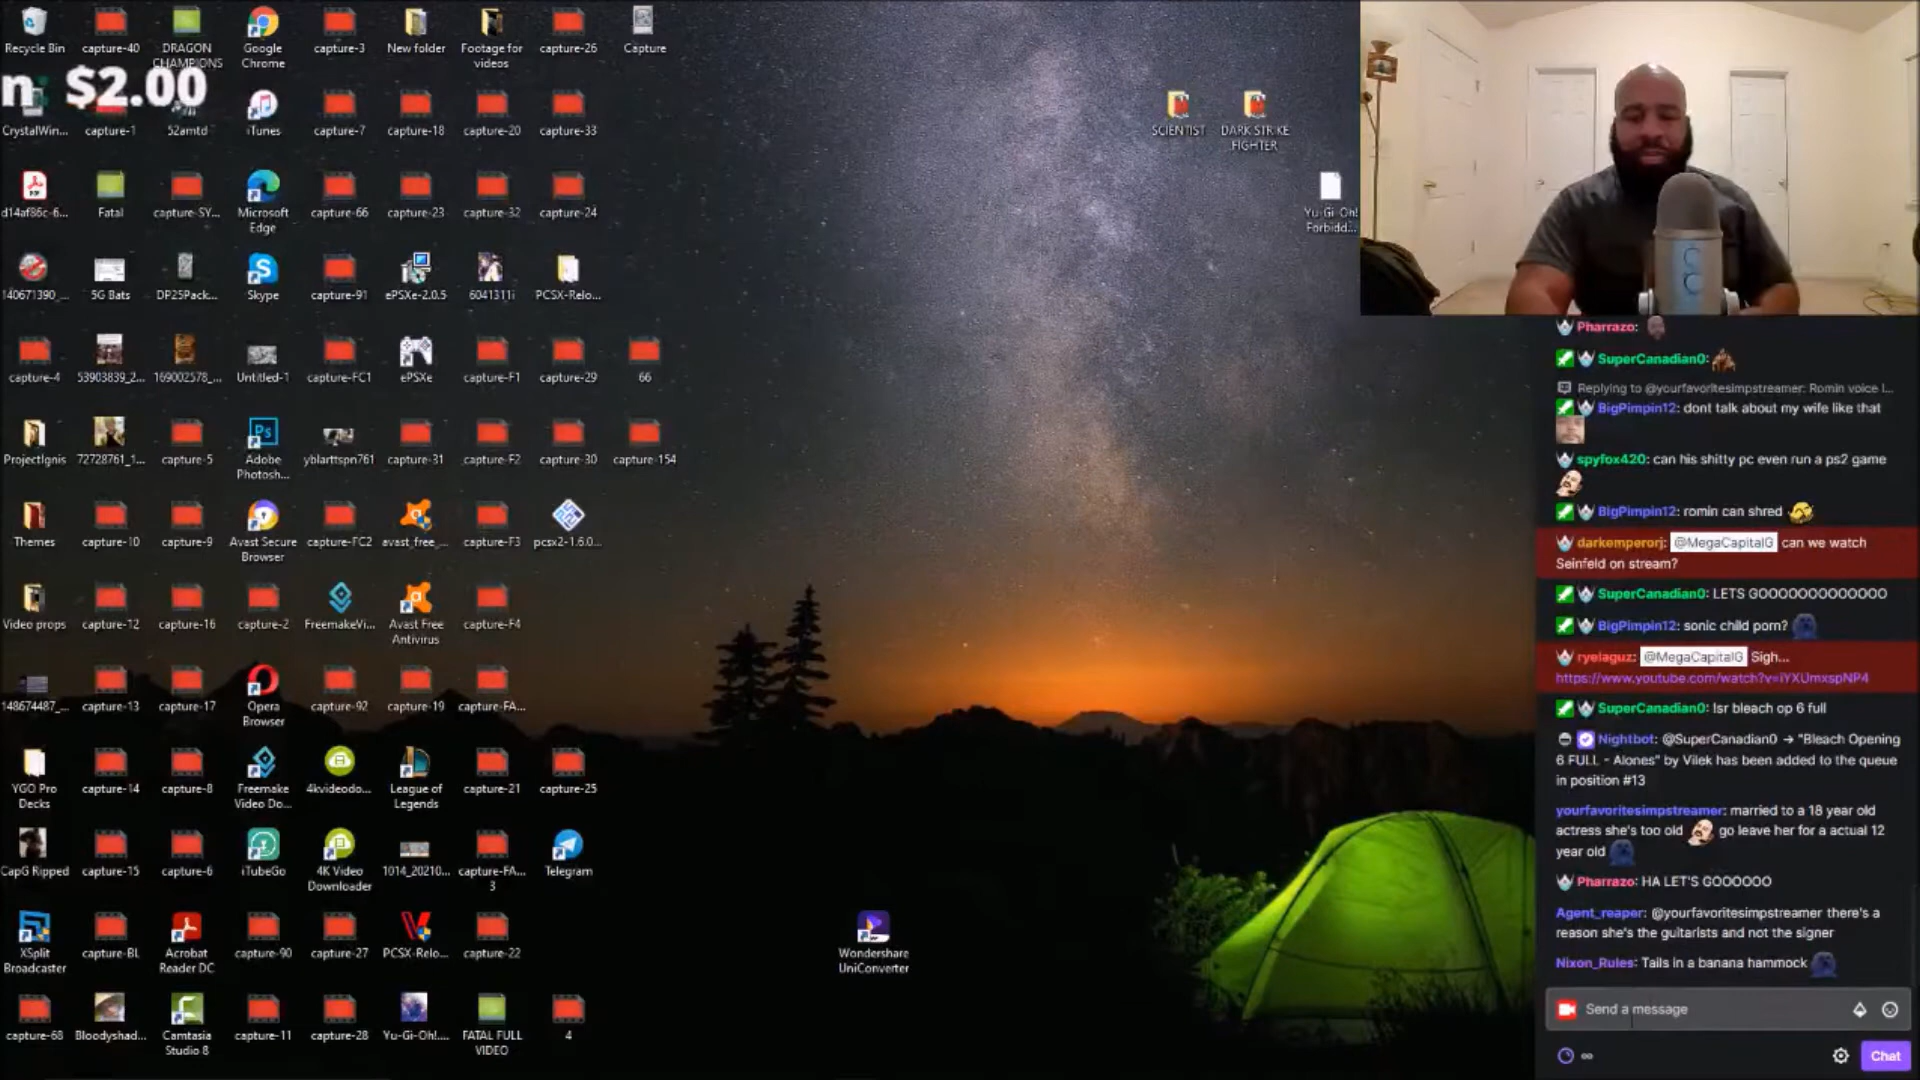 Recycle Bin
capture-40
DRAGON CHAMPIONS
Google Chrome
capture-3
New folder
Footage for videos
capture-26
Capture
n: $2.00
CrystalWin...
capture-1
52amtd
iTunes
capture-7
capture-18
capture-20
capture-33
SCIENTIST
DARK STRIKE FIGHTER
d14af86c-6...
Fatal
capture-SY...
Microsoft Edge
capture-66
capture-23
capture-32
capture-24
Yu-Gi-Oh! Forbidd...
140671390_...
5G Bats
DP25Pack...
Skype
capture-91
ePSXe-2.0.5
6041311i
PCSX-Relo...
capture-4
53903839_2...
169002578_...
Untitled-1
capture-FC1
ePSXe
capture-F1
capture-29
66
ProjectIgnis
72728761_1...
capture-5
Adobe Photosh...
yblarttspn761
capture-31
capture-F2
capture-30
capture-154
Themes
capture-10
capture-9
Avast Secure Browser
capture-FC2
avast_free_...
capture-F3
pcsx2-1.6.0...
Video props
capture-12
capture-16
capture-2
FreemakeVi...
Avast Free Antivirus
capture-F4
148674487_...
capture-13
capture-17
Opera Browser
capture-92
capture-19
capture-FA...
YGO Pro Decks
capture-14
capture-8
Freemake Video Do...
4kvideodo...
League of Legends
capture-21
capture-25
CapG Ripped
capture-15
capture-6
iTubeGo
4K Video Downloader
1014_20210...
capture-FA... 3
Telegram
XSplit Broadcaster
capture-BL
Acrobat Reader DC
capture-90
capture-27
PCSX-Relo...
capture-22
Wondershare UniConverter
capture-68
Bloodyshad...
Camtasia Studio 8
capture-11
capture-28
Yu-Gi-Oh!...
FATAL FULL VIDEO
4
Pharrazo:
SuperCanadian0:
Replying to @yourfavoritesimpstreamer: Romin voice I...
BigPimpin12: dont talk about my wife like that
spyfox420: can his shitty pc even run a ps2 game
BigPimpin12: romin can shred
darkemperorj: @MegaCapitalG can we watch
Seinfeld on stream?
SuperCanadian0: LETS GOOOOOOOOOOOOO
BigPimpin12: sonic child porn?
ryelaguz: @MegaCapitalG Sigh...
https://www.youtube.com/watch?v=iYXUmxspNP4
SuperCanadian0: !sr bleach op 6 full
Nightbot: @SuperCanadian0 -> "Bleach Opening
6 FULL - Alones" by Vilek has been added to the queue
in position #13
yourfavoritesimpstreamer: married to a 18 year old
actress she's too old go leave her for a actual 12
year old
Pharrazo: HA LET'S GOOOOOO
Agent_reaper: @yourfavoritesimpstreamer there's a
reason she's the guitarists and not the signer
Nixon_Rules: Tails in a banana hammock
Send a message
Chat